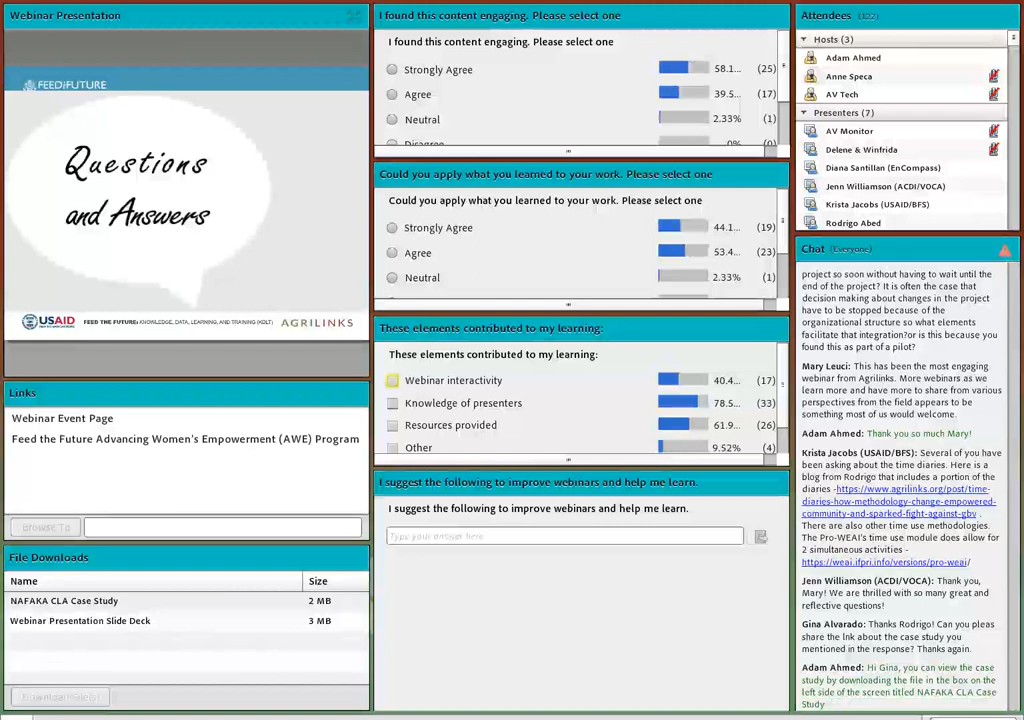 Webinar Presentation
FEED the FUTURE
Questions
and Answers
USAID
FEED THE FUTURE: KNOWLEDGE, DATA, LEARNING, AND TRAINING (KDLT)
AGRILINKS
Links
Webinar Event Page
Feed the Future Advancing Women's Empowerment (AWE) Program
Browse To
File Downloads
Name Size
NAFAKA CLA Case Study 2 MB
Webinar Presentation Slide Deck 3 MB
Download File(s)
I found this content engaging. Please select one
I found this content engaging. Please select one
Strongly Agree 58.1... (25)
Agree 39.5... (17)
Neutral 2.33% (1)
Disagree 0% (0)
Could you apply what you learned to your work. Please select one
Could you apply what you learned to your work. Please select one
Strongly Agree 44.1... (19)
Agree 53.4... (23)
Neutral 2.33% (1)
These elements contributed to my learning:
These elements contributed to my learning:
Webinar interactivity 40.4... (17)
Knowledge of presenters 78.5... (33)
Resources provided 61.9... (26)
Other 9.52% (4)
I suggest the following to improve webinars and help me learn.
I suggest the following to improve webinars and help me learn.
Type your answer here
Attendees (122)
Hosts (3)
Adam Ahmed
Anne Speca
AV Tech
Presenters (7)
AV Monitor
Delene & Winfrida
Diana Santillan (EnCompass)
Jenn Williamson (ACDI/VOCA)
Krista Jacobs (USAID/BFS)
Rodrigo Abed
Chat (Everyone)
project so soon without having to wait until the
end of the project? It is often the case that
decision making about changes in the project
have to be stopped because of the
organizational structure so what elements
facilitate that integration?or is this because you
found this as part of a pilot?
Mary Leuci: This has been the most engaging
webinar from Agrilinks. More webinars as we
learn more and have more to share from various
perspectives from the field appears to be
something most of us would welcome.
Adam Ahmed: Thank you so much Mary!
Krista Jacobs (USAID/BFS): Several of you have
been asking about the time diaries. Here is a
blog from Rodrigo that includes a portion of the
diaries -https://www.agrilinks.org/post/time-
diaries-how-methodology-change-empowered-
community-and-sparked-fight-against-gbv .
There are also other time use methodologies.
The Pro-WEAI's time use module does allow for
2 simultaneous activities -
https://weai.ifpri.info/versions/pro-weai/
Jenn Williamson (ACDI/VOCA): Thank you,
Mary! We are thrilled with so many great and
reflective questions!
Gina Alvarado: Thanks Rodrigo! Can you pleas
share the lnk about the case study you
mentioned in the response? Thanks again.
Adam Ahmed: Hi Gina, you can view the case
study by downloading the file in the box on the
left side of the screen titled NAFAKA CLA Case
Study